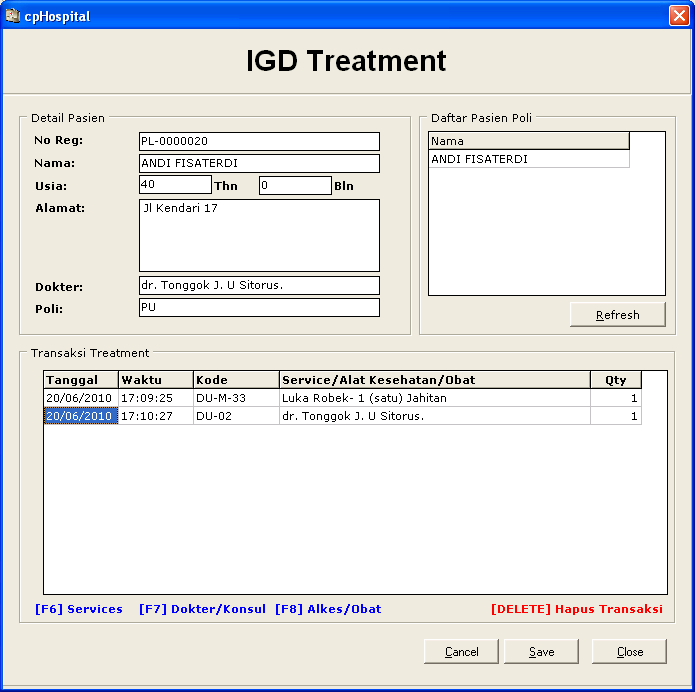 cpHospital
IGD Treatment
Detail Pasien
No Reg: PL-0000020
Nama: ANDI FISATERDI
Usia: 40 Thn 0 Bln
Alamat: Jl Kendari 17
Dokter: dr. Tonggok J. U Sitorus.
Poli: PU
Daftar Pasien Poli
Nama
ANDI FISATERDI
Refresh
Transaksi Treatment
Tanggal Waktu Kode Service/Alat Kesehatan/Obat Qty
20/06/2010 17:09:25 DU-M-33 Luka Robek- 1 (satu) Jahitan 1
20/06/2010 17:10:27 DU-02 dr. Tonggok J. U Sitorus. 1
[F6] Services [F7] Dokter/Konsul [F8] Alkes/Obat [DELETE] Hapus Transaksi
Cancel Save Close